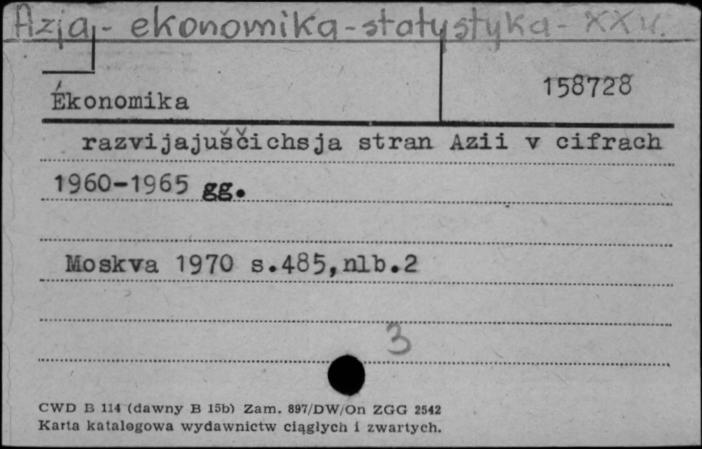 Azja - ekonomika - statystyka - XX w.
158728
Ékonomika
razvijajuščichsja stran Azii v cifrach
1960-1965 gg.
Moskva 1970 s.485,nlb.2
3
CWD B 114 (dawny B 15b) Zam. 897/DW/On ZGG 2542
Karta katalogowa wydawnictw ciągłych i zwartych.